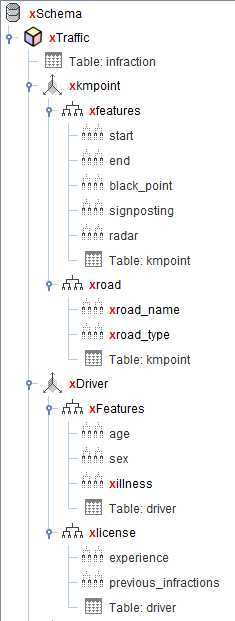 xSchema
xTraffic
Table: infraction
xkmpoint
xfeatures
start
end
black_point
signposting
radar
Table: kmpoint
xroad
xroad_name
xroad_type
Table: kmpoint
xDriver
xFeatures
age
sex
xillness
Table: driver
xlicense
experience
previous_infractions
Table: driver